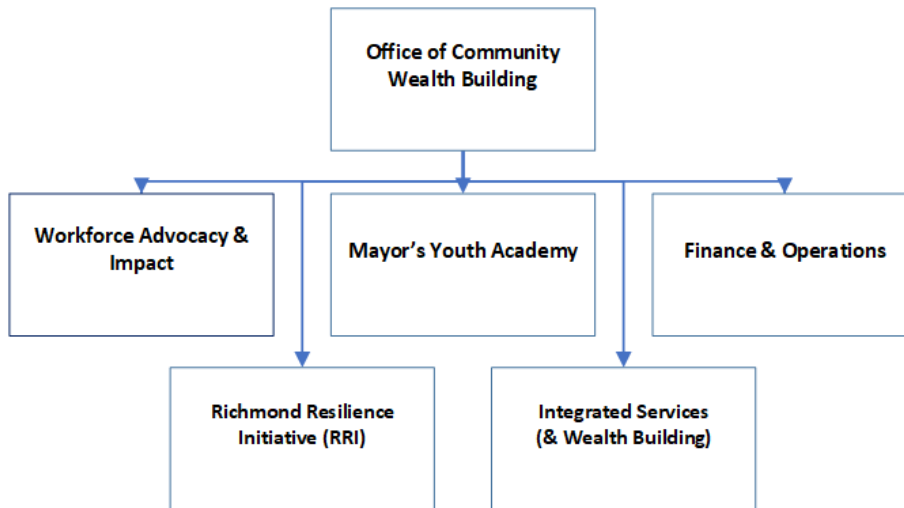 Office of Community
Wealth Building
Workforce Advocacy &
Impact
Mayor’s Youth Academy
Finance & Operations
Richmond Resilience
Initiative (RRI)
Integrated Services
(& Wealth Building)